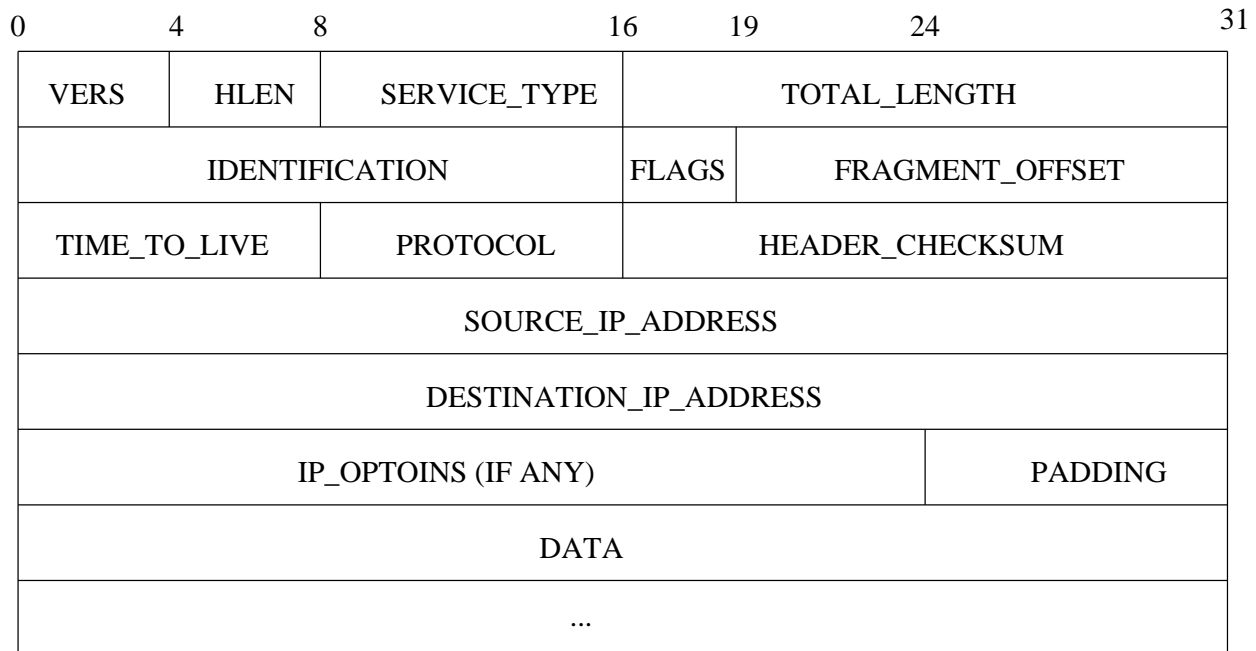 0 4 8 16 19 24 31
VERS HLEN SERVICE_TYPE TOTAL_LENGTH
IDENTIFICATION FLAGS FRAGMENT_OFFSET
TIME_TO_LIVE PROTOCOL HEADER_CHECKSUM
SOURCE_IP_ADDRESS
DESTINATION_IP_ADDRESS
IP_OPTOINS (IF ANY) PADDING
DATA
...